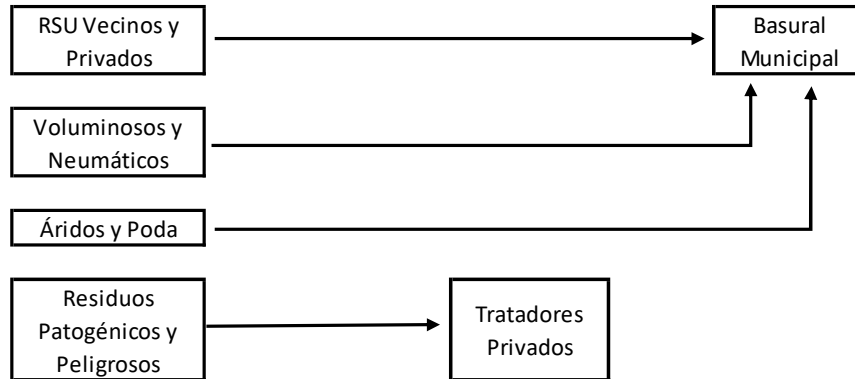 RSU Vecinos y
Privados
Basural
Municipal
Voluminosos y
Neumáticos
Áridos y Poda
Residuos
Patogénicos y
Peligrosos
Tratadores
Privados